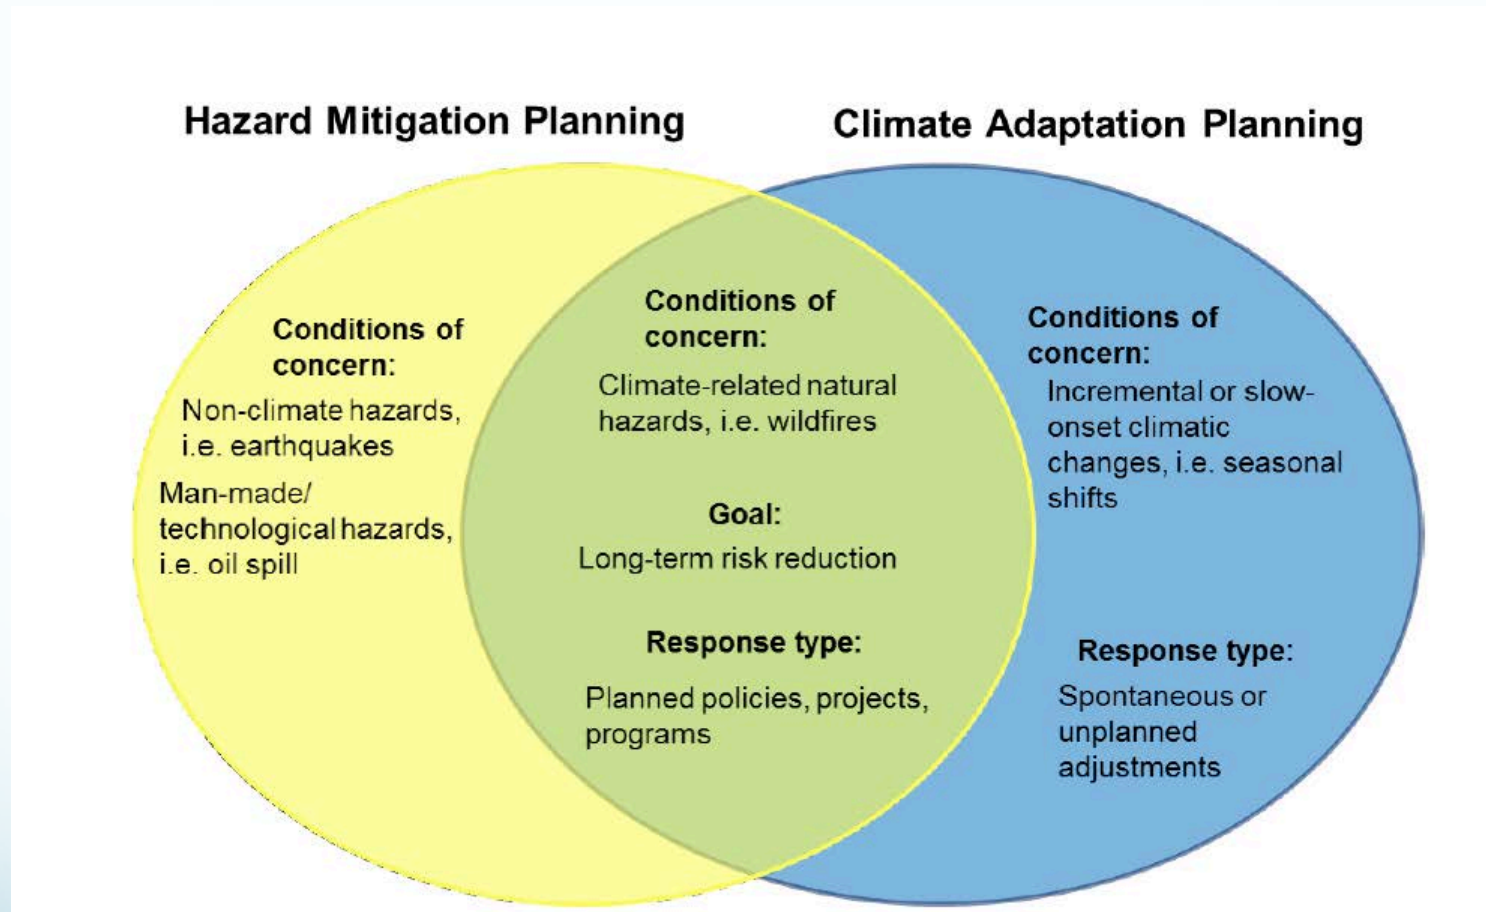 Hazard Mitigation Planning
Climate Adaptation Planning
Conditions of
concern:
Non-climate hazards,
i.e. earthquakes
Man-made/
technological hazards,
i.e. oil spill
Conditions of
concern:
Climate-related natural
hazards, i.e. wildfires
Goal:
Long-term risk reduction
Response type:
Planned policies, projects,
programs
Conditions of
concern:
Incremental or slow-
onset climatic
changes, i.e. seasonal
shifts
Response type:
Spontaneous or
unplanned
adjustments